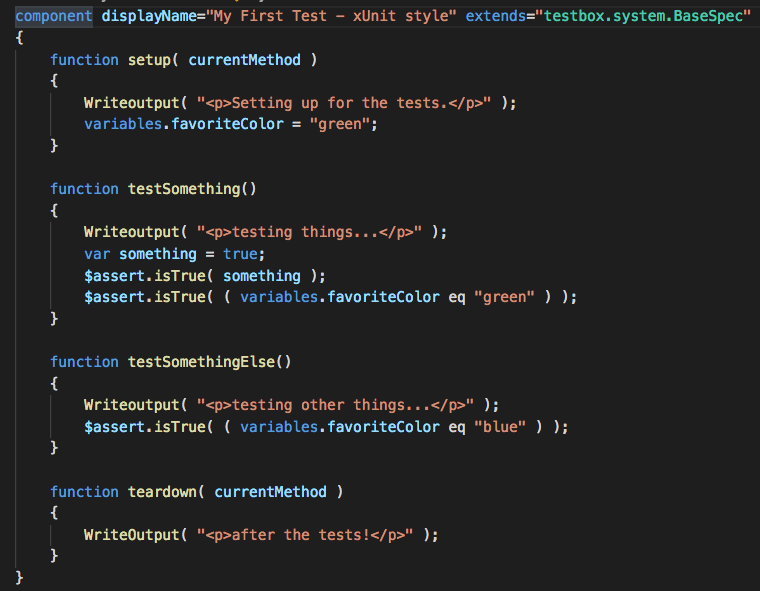 component displayName="My First Test - xUnit style" extends="testbox.system.BaseSpec"
{
    function setup( currentMethod )
    {
        Writeoutput( "<p>Setting up for the tests.</p>" );
        variables.favoriteColor = "green";
    }

    function testSomething()
    {
        Writeoutput( "<p>testing things...</p>" );
        var something = true;
        $assert.isTrue( something );
        $assert.isTrue( ( variables.favoriteColor eq "green" ) );
    }

    function testSomethingElse()
    {
        Writeoutput( "<p>testing other things...</p>" );
        $assert.isTrue( ( variables.favoriteColor eq "blue" ) );
    }

    function teardown( currentMethod )
    {
        WriteOutput( "<p>after the tests!</p>" );
    }
}